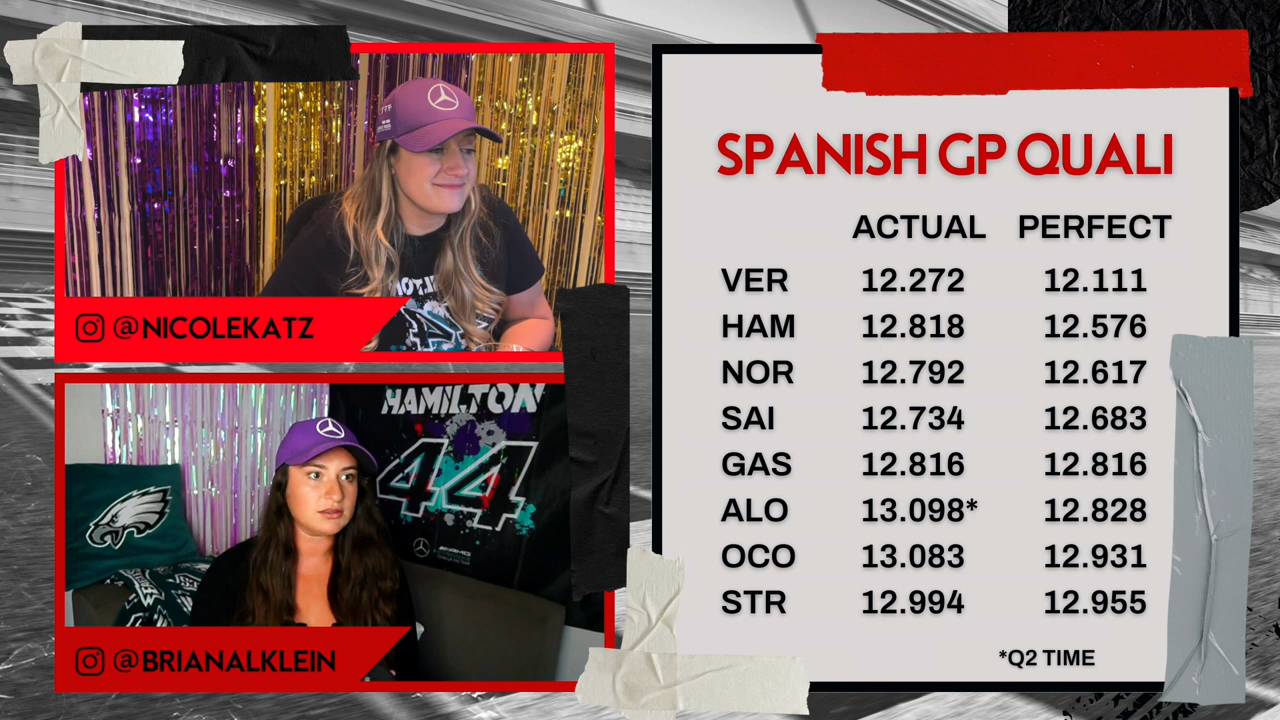 @NICOLEKATZ
HAMILTON
44
@BRIANALKLEIN
SPANISH GP QUALI
ACTUAL PERFECT
VER 12.272 12.111
HAM 12.818 12.576
NOR 12.792 12.617
SAI 12.734 12.683
GAS 12.816 12.816
ALO 13.098* 12.828
OCO 13.083 12.931
STR 12.994 12.955
*Q2 TIME